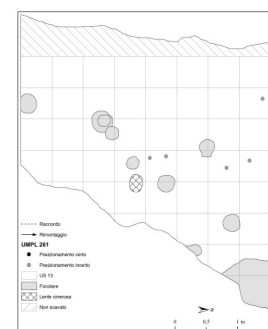 Raccordo
Rimontaggio
UMPL 261
Posizionamento certo
Posizionamento incerto
US 13
Focolare
Lente cinerosa
Non scavato
N
0 0,5 1 m